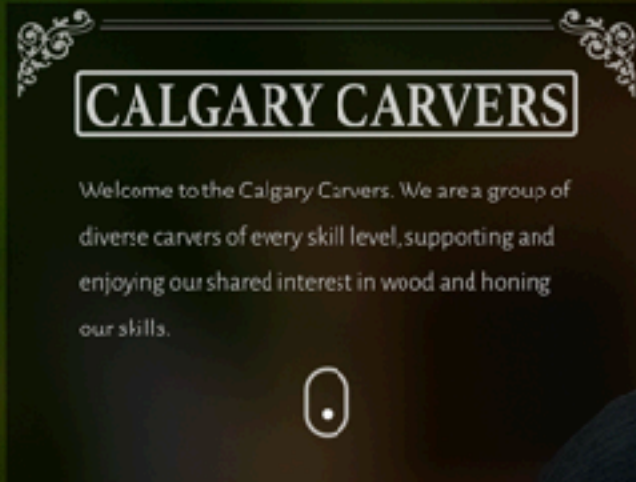 CALGARY CARVERS
Welcome to the Calgary Carvers. We are a group of
diverse carvers of every skill level, supporting and
enjoying our shared interest in wood and honing
our skills.